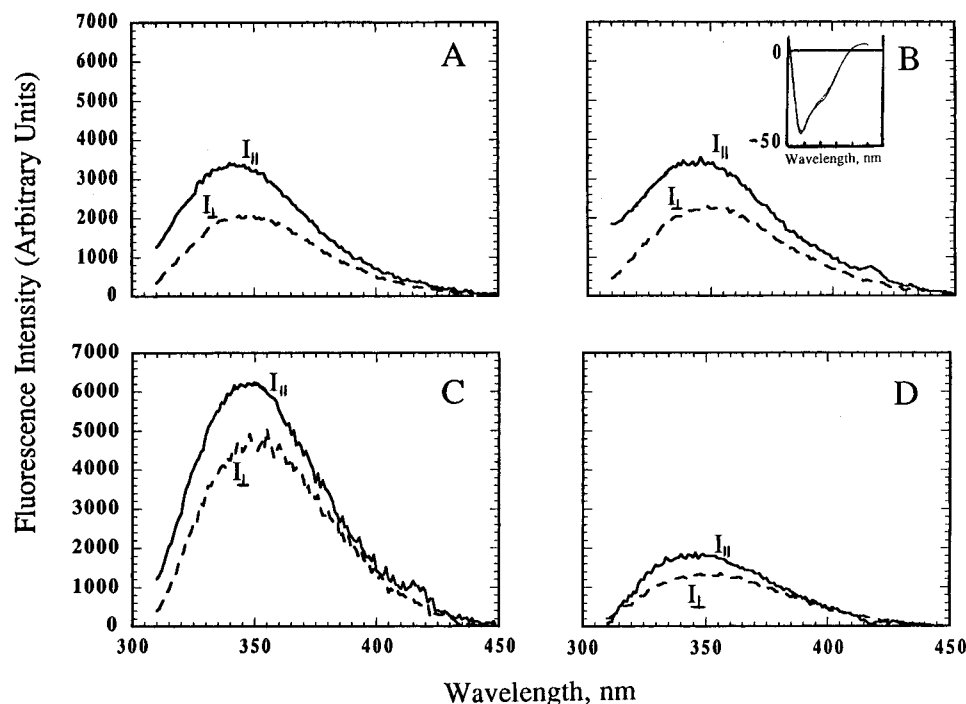 Fluorescence Intensity (Arbitrary Units)
7000
6000
5000
4000
3000
2000
1000
0
A
I||
I⊥
B
0
−50
Wavelength, nm
I||
I⊥
7000
6000
5000
4000
3000
2000
1000
0
C
I||
I⊥
D
I||
I⊥
300 350 400 450
300 350 400 450
Wavelength, nm